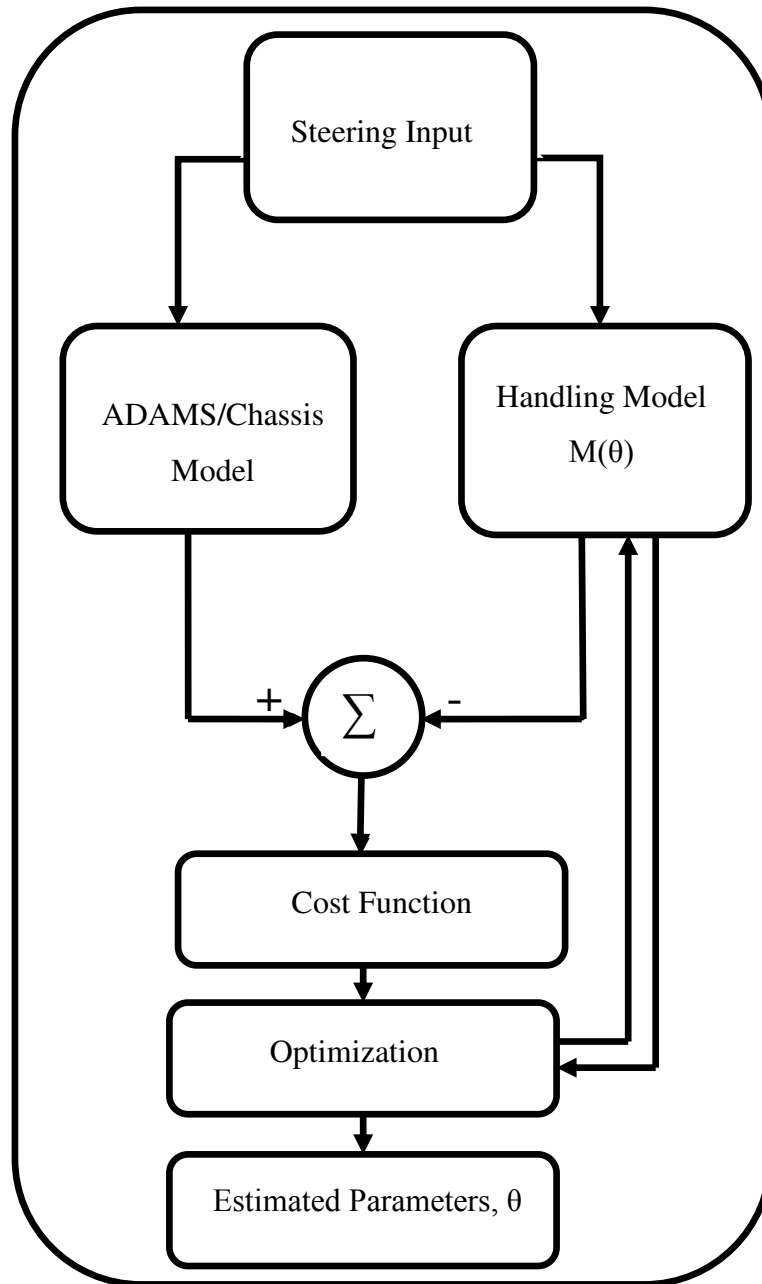 Steering Input
ADAMS/Chassis
Model
Handling Model
M(θ)
+
-
∑
Cost Function
Optimization
Estimated Parameters, θ